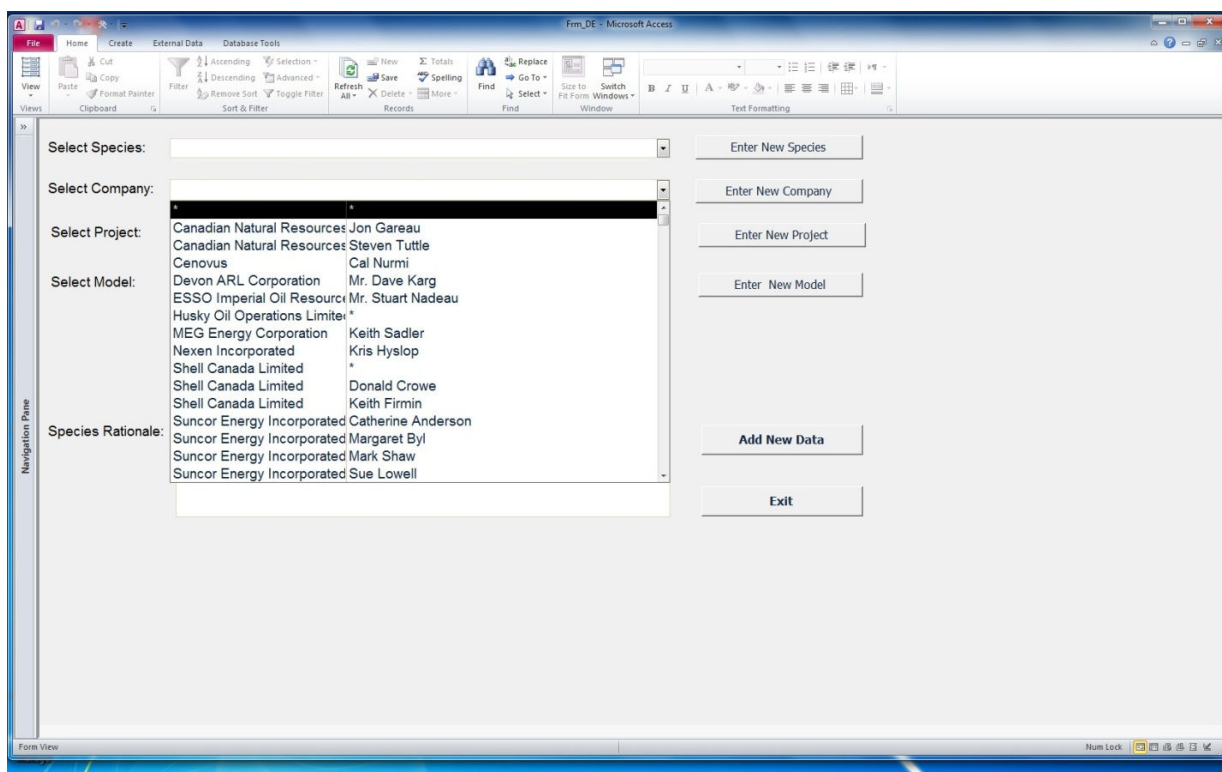 Frm_DE - Microsoft Access
File Home Create External Data Database Tools
View
Views
Paste
Cut
Copy
Format Painter
Clipboard
Filter
Ascending
Descending
Remove Sort
Selection
Advanced
Toggle Filter
Sort & Filter
Refresh
All
New
Save
Delete
Totals
Spelling
More
Records
Find
Replace
Go To
Select
Find
Size to
Fit Form
Switch
Windows
Window
B I U A
Text Formatting
Select Species:
Enter New Species
Select Company:
Enter New Company
* *
Canadian Natural Resources Jon Gareau
Select Project:
Enter New Project
Canadian Natural Resources Steven Tuttle
Cenovus Cal Nurmi
Select Model:
Devon ARL Corporation Mr. Dave Karg
Enter New Model
ESSO Imperial Oil Resource Mr. Stuart Nadeau
Husky Oil Operations Limite *
MEG Energy Corporation Keith Sadler
Nexen Incorporated Kris Hyslop
Shell Canada Limited *
Shell Canada Limited Donald Crowe
Shell Canada Limited Keith Firmin
Suncor Energy Incorporated Catherine Anderson
Species Rationale:
Suncor Energy Incorporated Margaret Byl
Add New Data
Suncor Energy Incorporated Mark Shaw
Suncor Energy Incorporated Sue Lowell
Exit
Navigation Pane
Form View
Num Lock